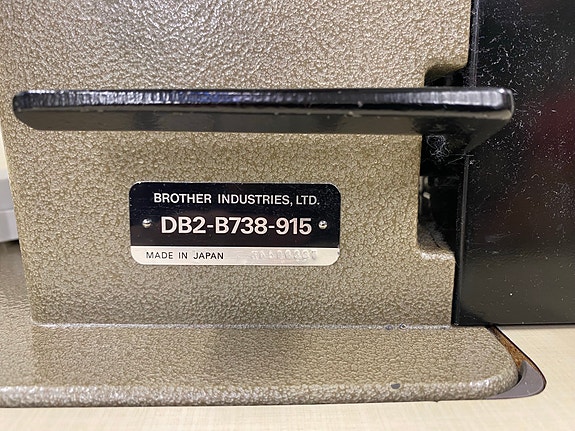 BROTHER INDUSTRIES, LTD.
DB2-B738-915
MADE IN JAPAN